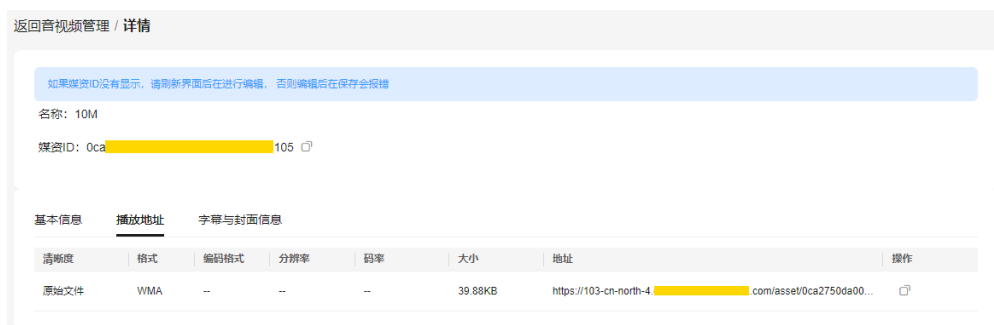 返回音视频管理 / 详情
如果媒资ID没有显示，请刷新界面后在进行编辑， 否则编辑后在保存会报错
名称：10M
媒资ID：0ca 105
基本信息 播放地址 字幕与封面信息
清晰度 格式 编码格式 分辨率 码率 大小 地址 操作
原始文件 WMA -- -- -- 39.88KB https://103-cn-north-4. .com/asset/0ca2750da00...